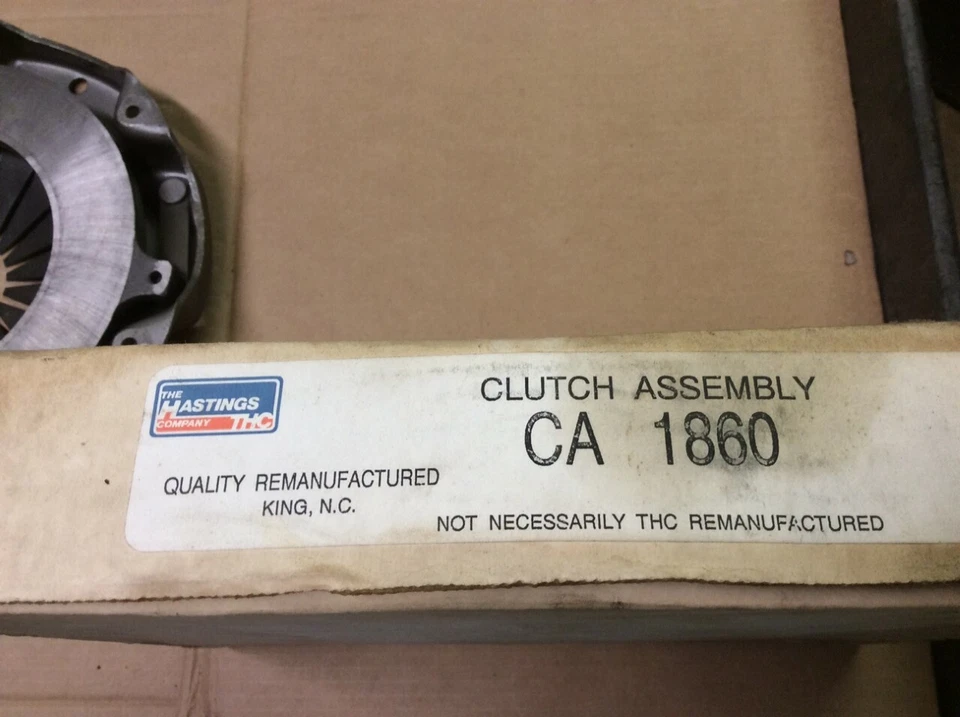 THE
HASTINGS
COMPANY THC
CLUTCH ASSEMBLY
CA 1860
QUALITY REMANUFACTURED
KING, N.C.
NOT NECESSARILY THC REMANUFACTURED